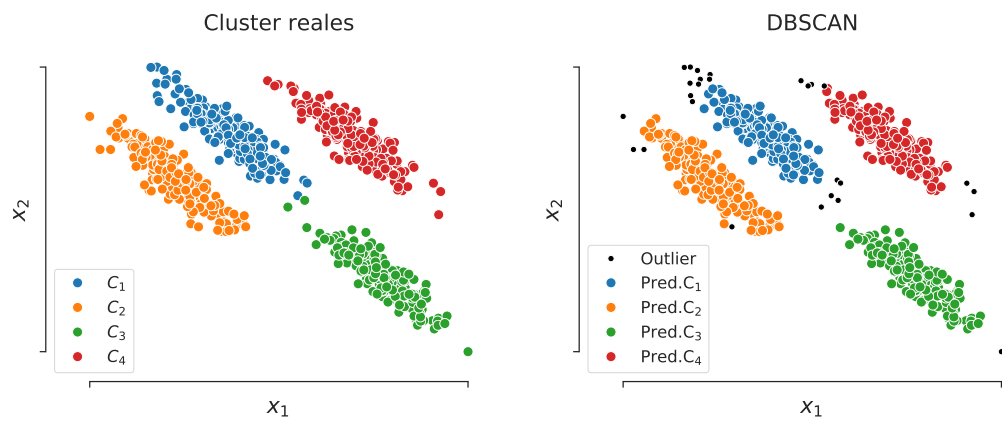 Cluster reales
x₂
C₁
C₂
C₃
C₄
x₁
DBSCAN
x₂
Outlier
Pred.C₁
Pred.C₂
Pred.C₃
Pred.C₄
x₁